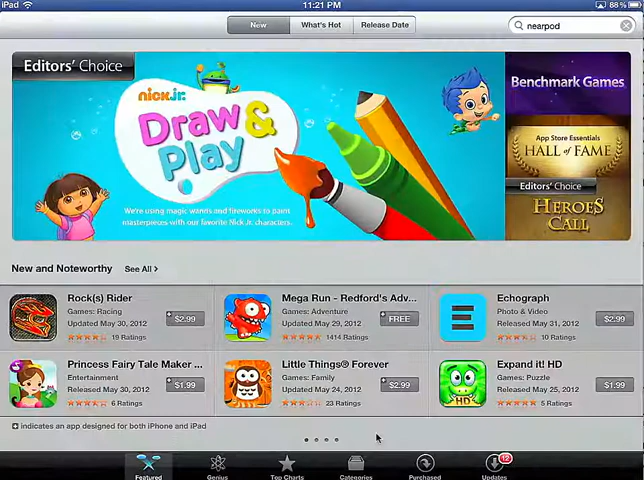 iPad 11:21 PM 88%
New What's Hot Release Date nearpod
Editors' Choice
nick jr.
Draw &
Play
We're using magic wands and fireworks to paint
masterpieces with our favorite Nick Jr. characters.
Benchmark Games
App Store Essentials
HALL of FAME
Editors' Choice
HEROES
CALL
New and Noteworthy See All >
Rock(s) Rider
Games: Racing
Updated May 30, 2012
19 Ratings
$2.99
Mega Run - Redford's Adv...
Games: Adventure
Updated May 29, 2012
1414 Ratings
FREE
Echograph
Photo & Video
Released May 31, 2012
10 Ratings
$2.99
Princess Fairy Tale Maker ...
Entertainment
Released May 30, 2012
6 Ratings
$1.99
Little Things® Forever
Games: Family
Updated May 24, 2012
23 Ratings
$2.99
Expand it! HD
Games: Puzzle
Released May 25, 2012
5 Ratings
$1.99
HD
+ indicates an app designed for both iPhone and iPad
12
Featured Genius Top Charts Categories Purchased Updates